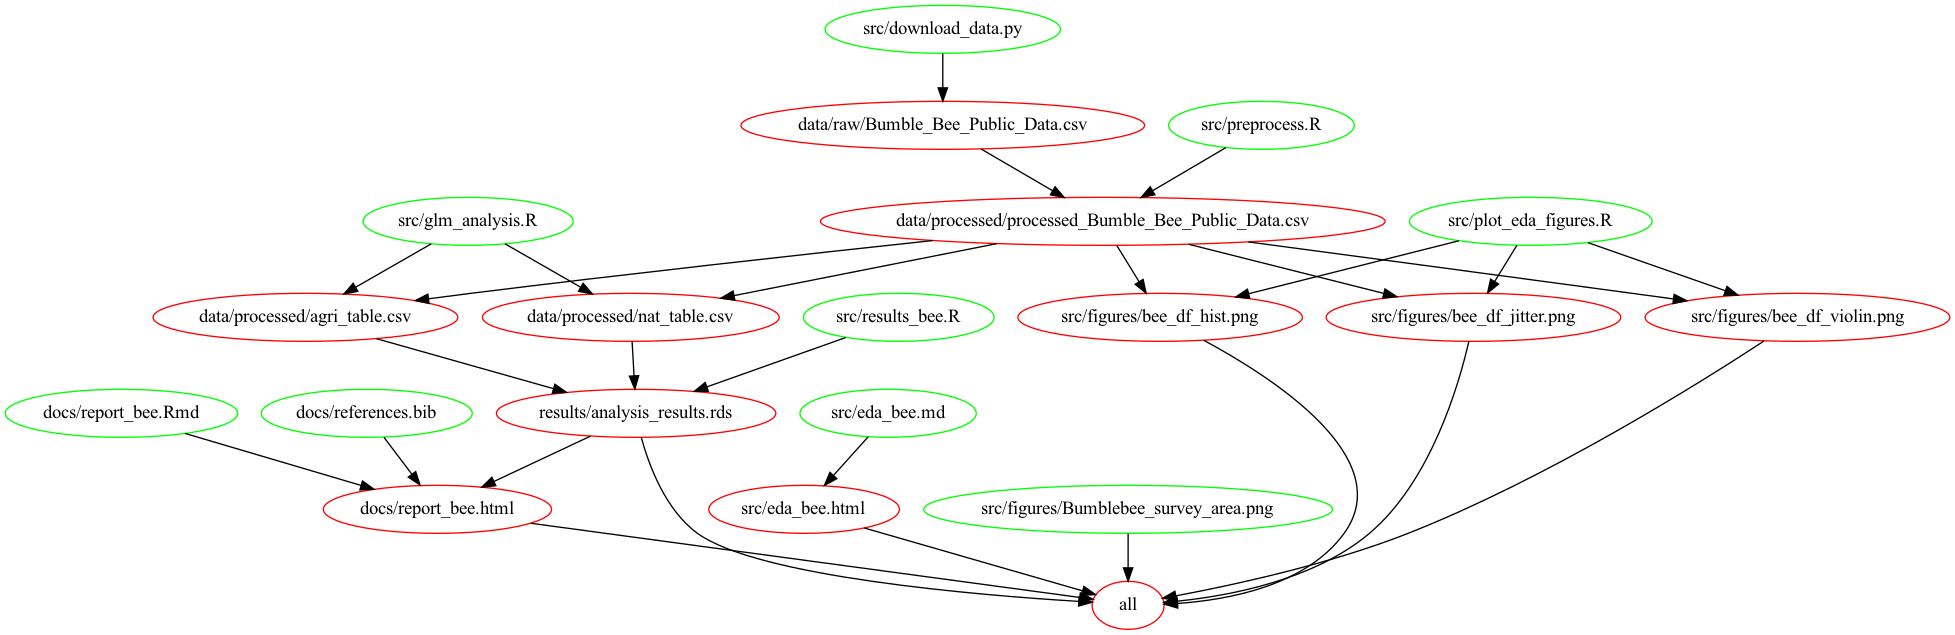 src/download_data.py
data/raw/Bumble_Bee_Public_Data.csv
src/preprocess.R
src/glm_analysis.R
data/processed/processed_Bumble_Bee_Public_Data.csv
src/plot_eda_figures.R
data/processed/agri_table.csv
data/processed/nat_table.csv
src/results_bee.R
src/figures/bee_df_hist.png
src/figures/bee_df_jitter.png
src/figures/bee_df_violin.png
docs/report_bee.Rmd
docs/references.bib
results/analysis_results.rds
src/eda_bee.md
docs/report_bee.html
src/eda_bee.html
src/figures/Bumblebee_survey_area.png
all